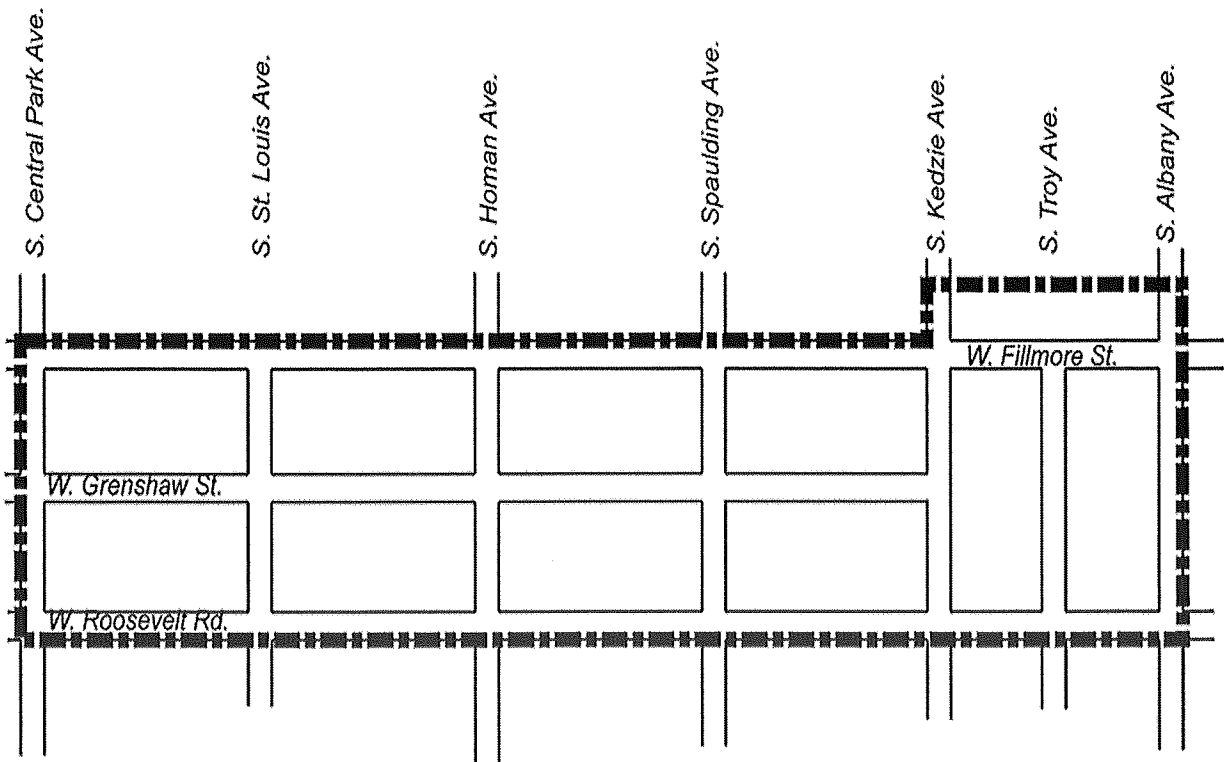 S. Central Park Ave.
S. St. Louis Ave.
S. Homan Ave.
S. Spaulding Ave.
S. Kedzie Ave.
S. Troy Ave.
S. Albany Ave.
W. Fillmore St.
W. Grenshaw St.
W. Roosevelt Rd.